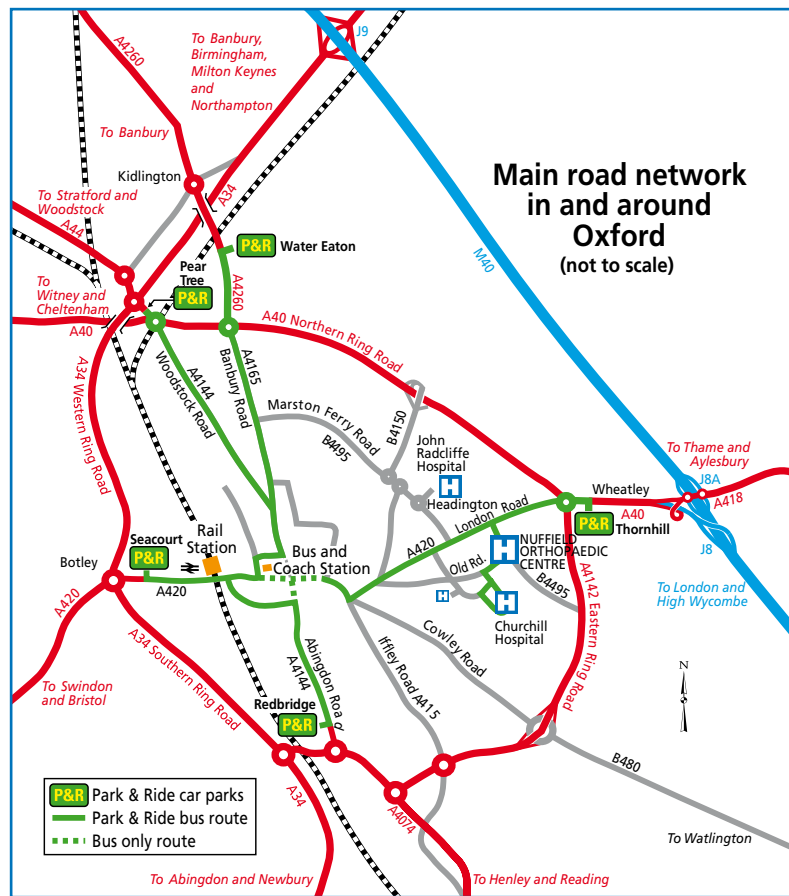 Main road network
in and around
Oxford
(not to scale)
J9
A4260
To Banbury,
Birmingham,
Milton Keynes
and
Northampton
To Banbury
Kidlington
A34
To Stratford and
Woodstock
A44
P&R
Water Eaton
Pear
Tree
P&R
M40
To
Witney and
Cheltenham
A40
A4260
A40 Northern Ring Road
A34 Western Ring Road
A4144
Woodstock Road
A4165
Banbury Road
Marston Ferry Road
B4495
B4150
John
Radcliffe
Hospital
H
Headington
To Thame and
Aylesbury
J8A
A418
Wheatley
A40
P&R
Thornhill
J8
London Road
A420
Seacourt
P&R
Rail
Station
Bus and
Coach Station
H
NUFFIELD
ORTHOPAEDIC
CENTRE
Old Rd.
B4495
Botley
A420
A420
H
H
Churchill
Hospital
A4142 Eastern Ring Road
To London and
High Wycombe
Cowley Road
Iffley Road A415
Abingdon Road
A4144
A34 Southern Ring Road
To Swindon
and Bristol
Redbridge
P&R
N
B480
A34
A4074
To Watlington
P&R Park & Ride car parks
Park & Ride bus route
Bus only route
To Abingdon and Newbury
To Henley and Reading